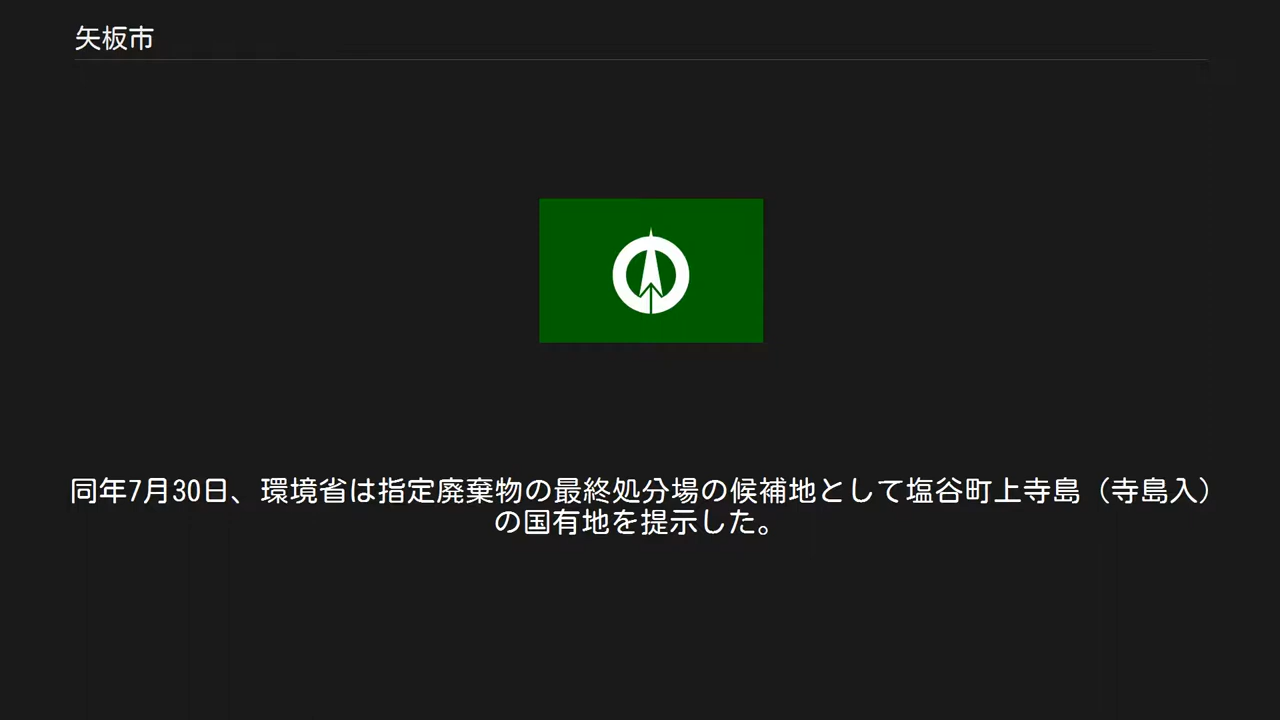 矢板市
同年7月30日、環境省は指定廃棄物の最終処分場の候補地として塩谷町上寺島（寺島入）
の国有地を提示した。